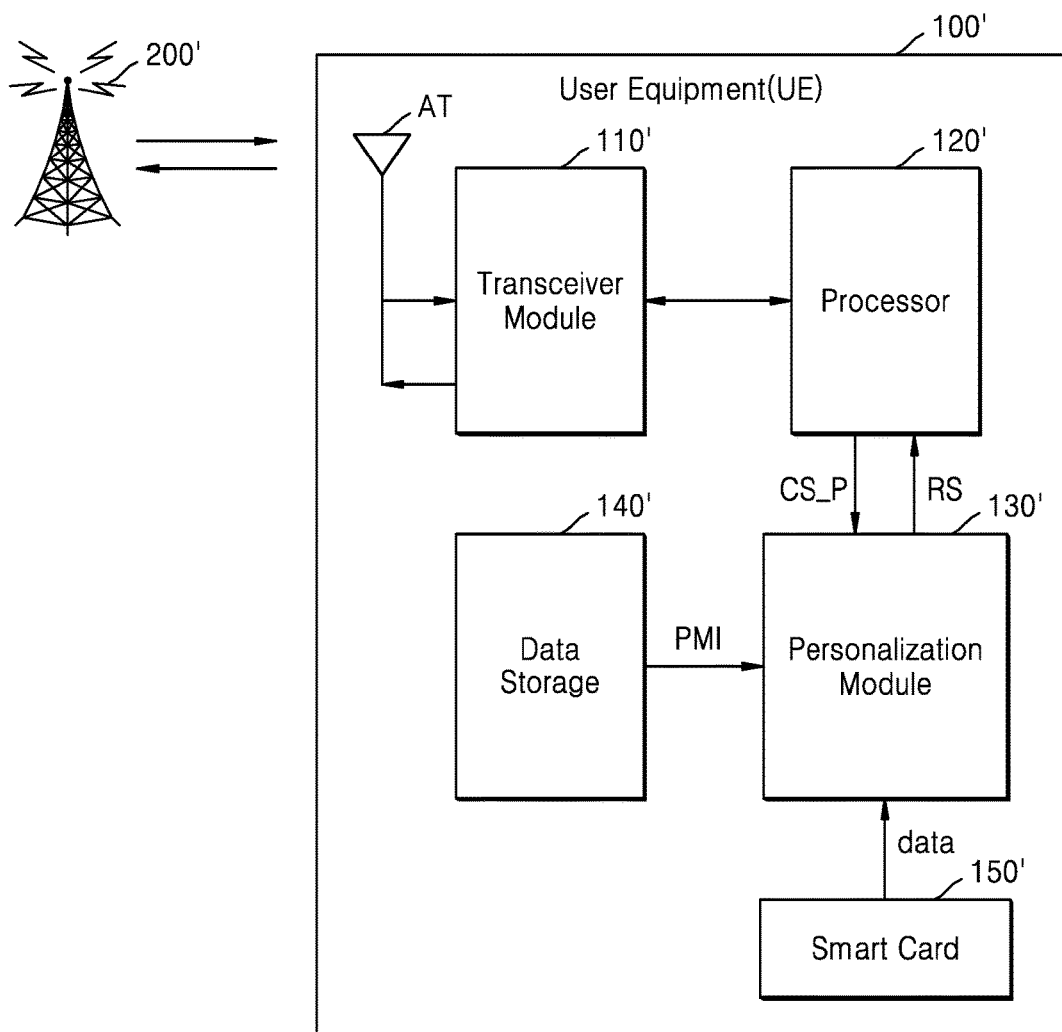 100'
200'
User Equipment(UE)
AT
110'
120'
Transceiver
Module
Processor
CS_P
RS
140'
130'
Data
Storage
PMI
Personalization
Module
data
150'
Smart Card